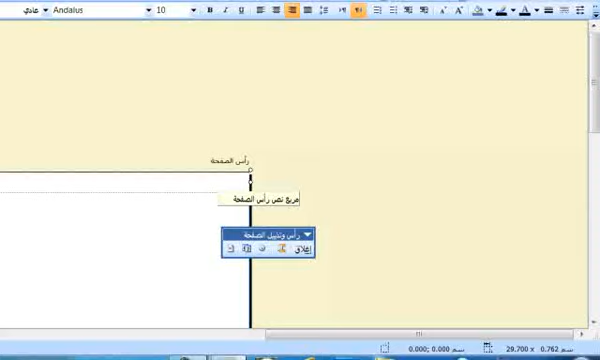 عادي Andalus 10
رأس الصفحة
مربع نص رأس الصفحة
رأس وتذييل الصفحة
إغلاق
0.000; 0.000 سم 29.700 x 0.762 سم